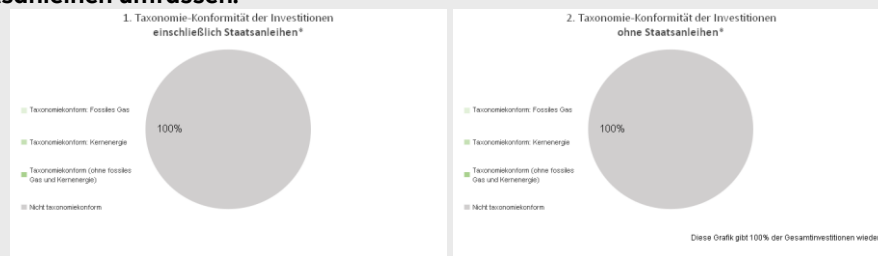 1. Taxonomie-Konformität der Investitionen
einschließlich Staatsanleihen*
Taxonomiekonform: Fossiles Gas
Taxonomiekonform: Kernenergie
Taxonomiekonform (ohne fossiles
Gas und Kernenergie)
Nicht taxonomiekonform
100%
2. Taxonomie-Konformität der Investitionen
ohne Staatsanleihen*
Taxonomiekonform: Fossiles Gas
Taxonomiekonform: Kernenergie
Taxonomiekonform (ohne fossiles
Gas und Kernenergie)
Nicht taxonomiekonform
100%
Diese Grafik gibt 100% der Gesamtinvestitionen wieder